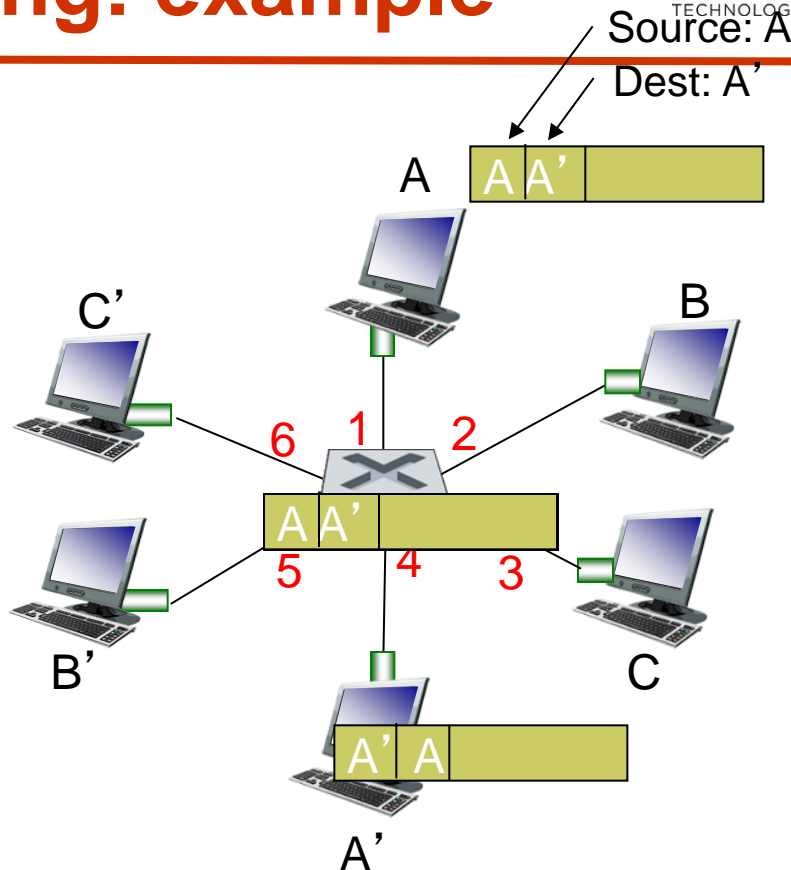 ng: example
TECHNOLOG
Source: A
Dest: A’
A
A A’
C’
B
6
1
2
A A’
5
4
3
B’
C
A’ A
A’